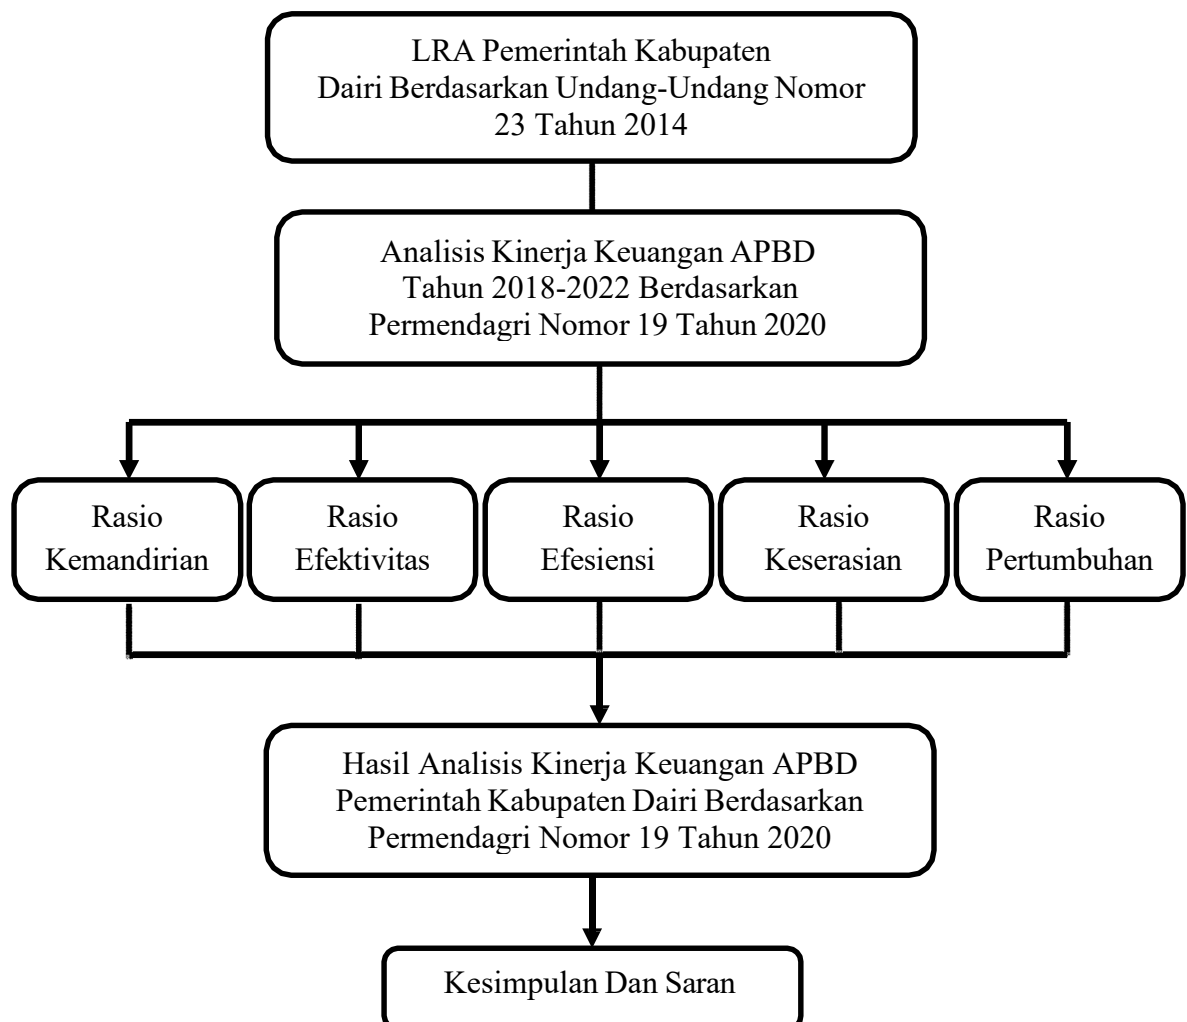 LRA Pemerintah Kabupaten
Dairi Berdasarkan Undang-Undang Nomor
23 Tahun 2014
Analisis Kinerja Keuangan APBD
Tahun 2018-2022 Berdasarkan
Permendagri Nomor 19 Tahun 2020
Rasio
Kemandirian
Rasio
Efektivitas
Rasio
Efesiensi
Rasio
Keserasian
Rasio
Pertumbuhan
Hasil Analisis Kinerja Keuangan APBD
Pemerintah Kabupaten Dairi Berdasarkan
Permendagri Nomor 19 Tahun 2020
Kesimpulan Dan Saran